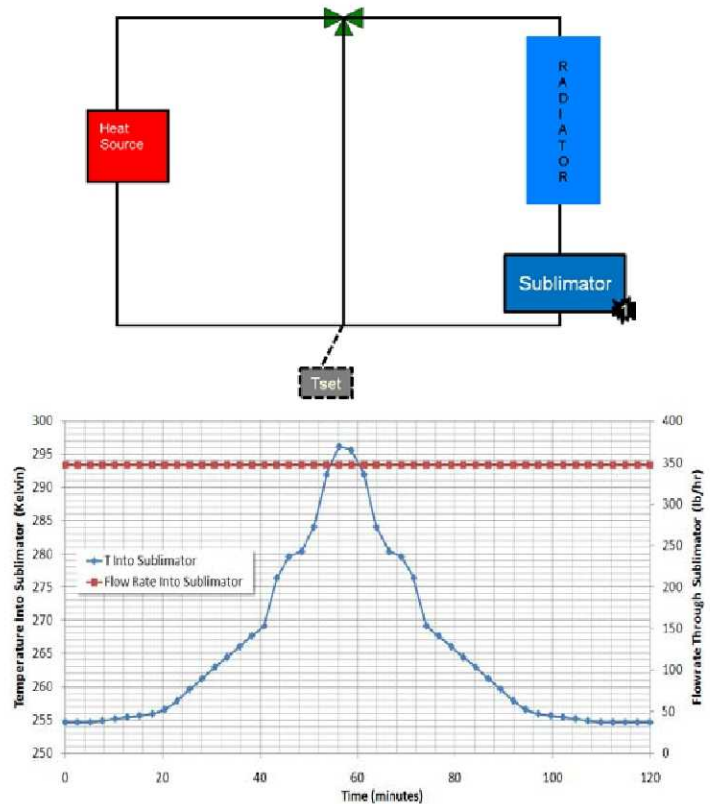 Heat
Source
RADIATOR
Sublimator
1
Tset
300
295
290
285
280
275
270
265
260
255
250
400
350
300
250
200
150
100
50
0
Temperature Into Sublimator (Kelvin)
Flowrate Through Sublimator (lb/hr)
T Into Sublimator
Flow Rate Into Sublimator
0 20 40 60 80 100 120
Time (minutes)